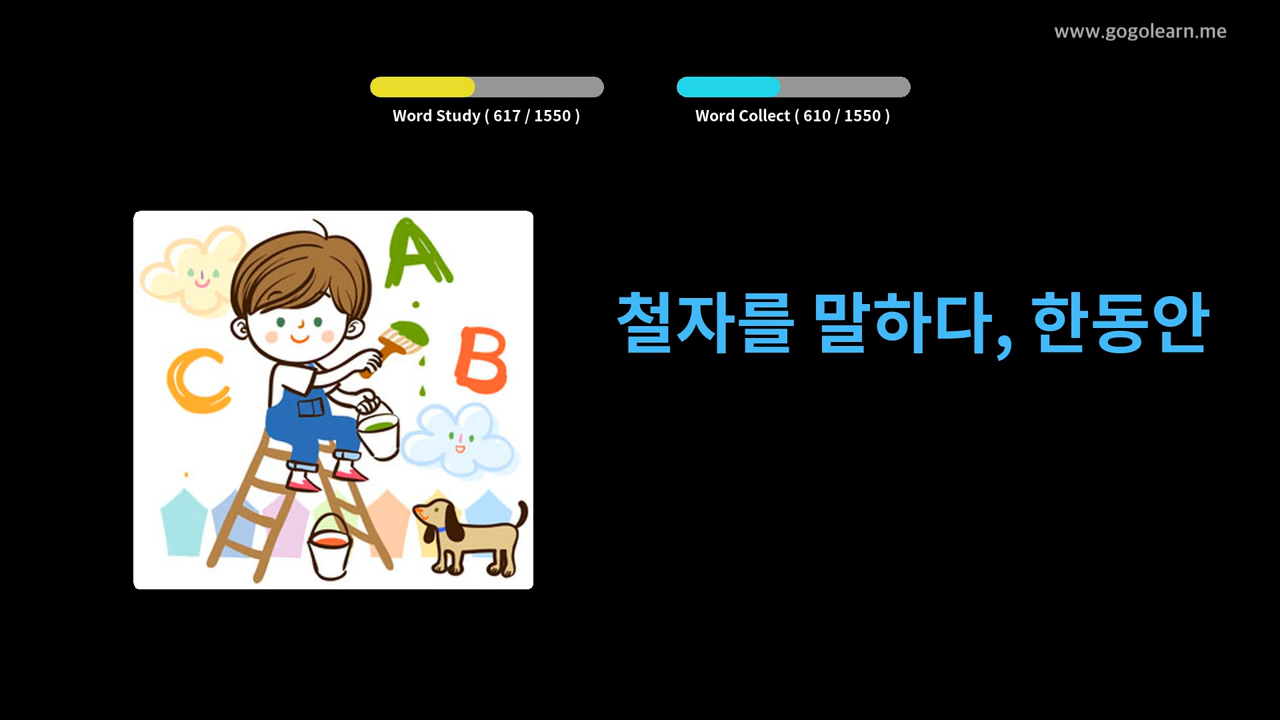 www.gogolearn.me
Word Study ( 617 / 1550 )
Word Collect ( 610 / 1550 )
A
B
C
철자를 말하다, 한동안